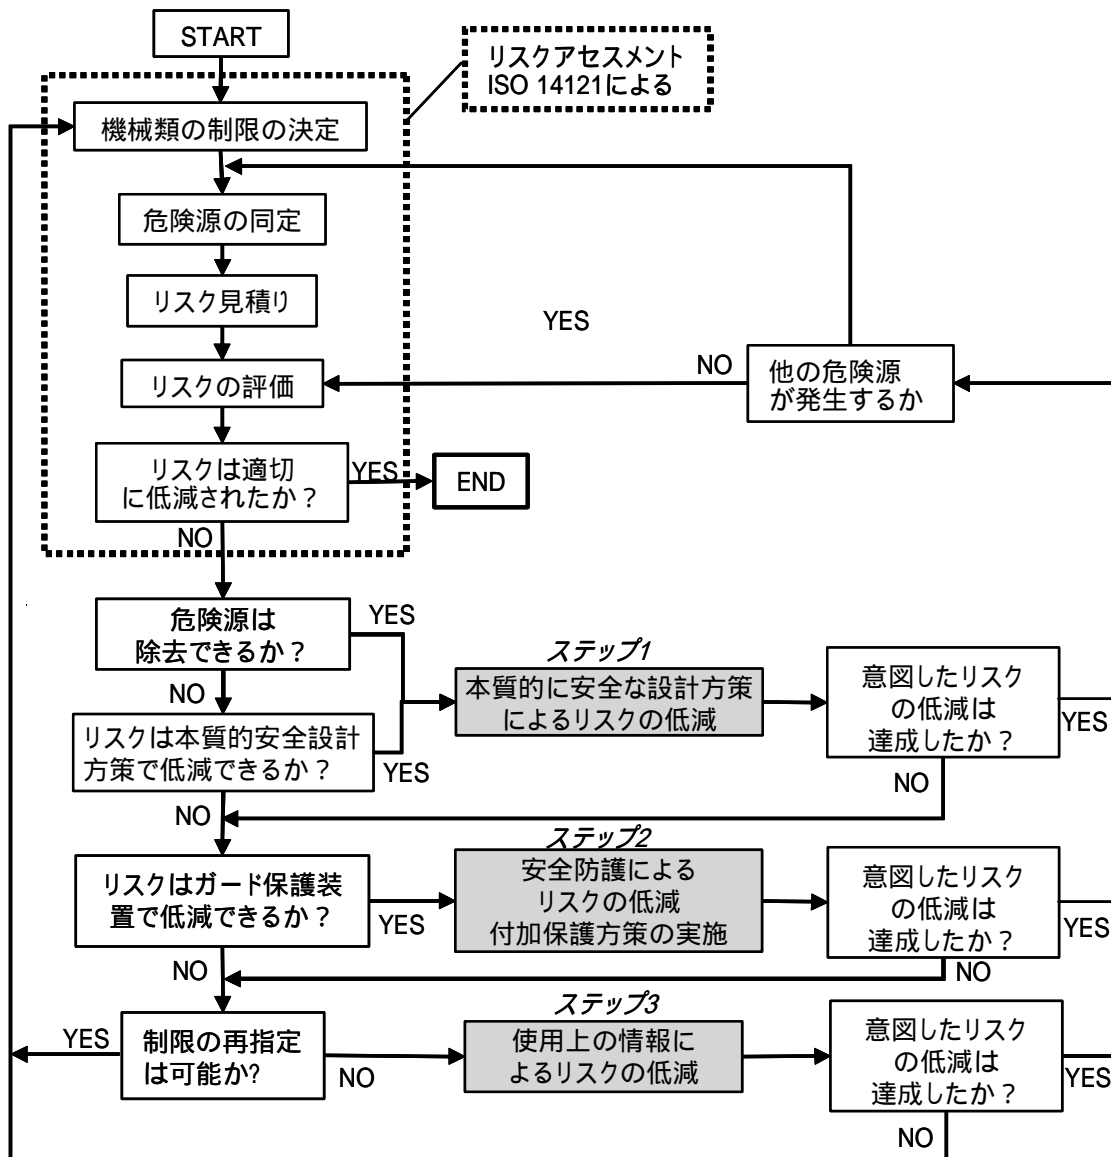 START
リスクアセスメント
ISO 14121による
機械類の制限の決定
危険源の同定
リスク見積り
YES
リスクの評価
NO
他の危険源
が発生するか
リスクは適切
に低減されたか？
YES
END
NO
危険源は
除去できるか？
YES
NO
ステップ1
本質的に安全な設計方策
によるリスクの低減
意図したリスク
の低減は
達成したか？
YES
リスクは本質的安全設計
方策で低減できるか？
YES
NO
NO
ステップ2
リスクはガード保護装
置で低減できるか？
YES
安全防護による
リスクの低減
付加保護方策の実施
意図したリスク
の低減は
達成したか？
YES
NO
NO
ステップ3
YES
制限の再指定
は可能か?
NO
使用上の情報に
よるリスクの低減
意図したリスク
の低減は
達成したか？
YES
NO